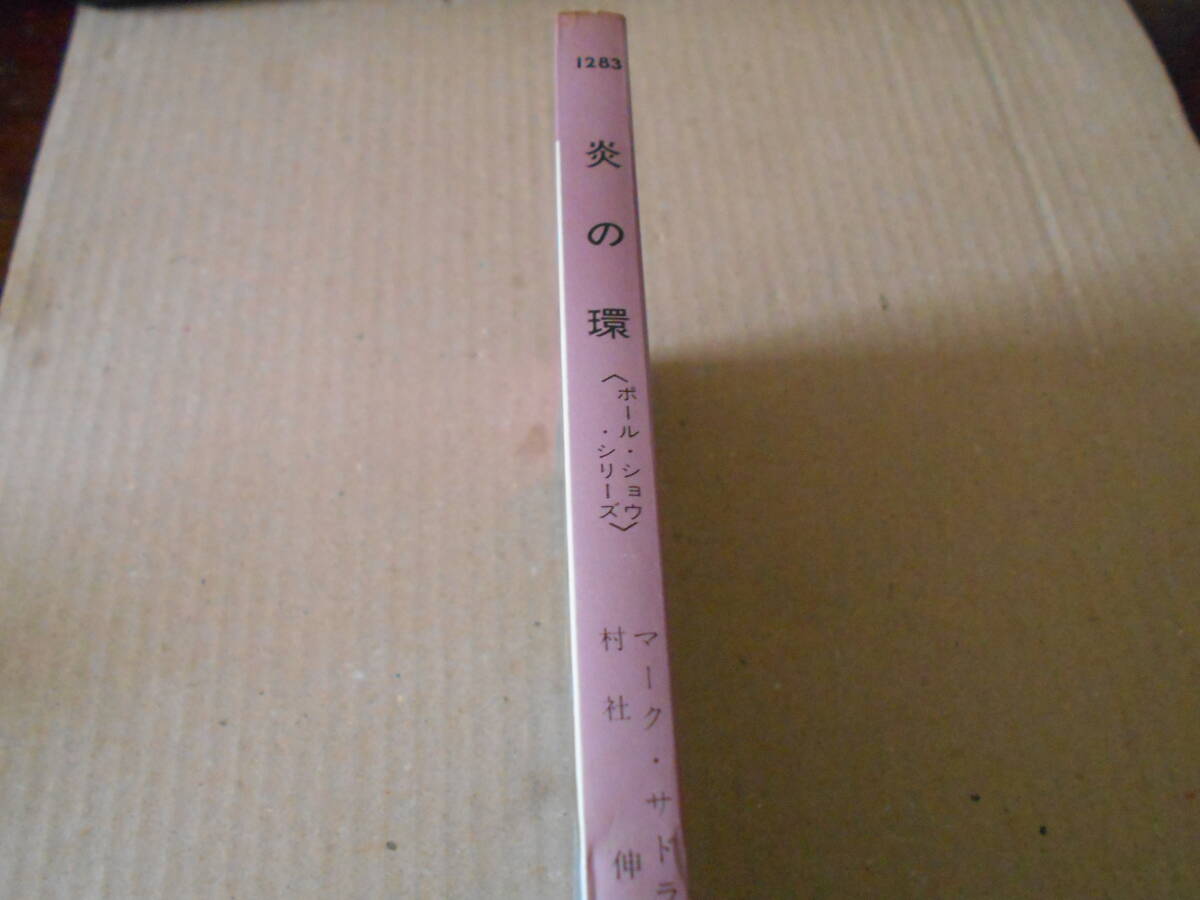 1283
炎の環
〈ポール・ショウ
・シリーズ〉
マーク・サドラ
村社 伸